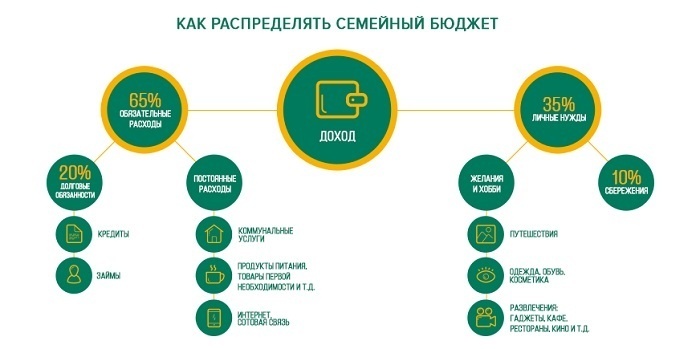 КАК РАСПРЕДЕЛЯТЬ СЕМЕЙНЫЙ БЮДЖЕТ
65%
ОБЯЗАТЕЛЬНЫЕ
РАСХОДЫ
ДОХОД
35%
ЛИЧНЫЕ НУЖДЫ
20%
ДОЛГОВЫЕ
ОБЯЗАННОСТИ
ПОСТОЯННЫЕ
РАСХОДЫ
ЖЕЛАНИЯ
И ХОББИ
10%
СБЕРЕЖЕНИЯ
КРЕДИТЫ
ЗАЙМЫ
КОММУНАЛЬНЫЕ
УСЛУГИ
ПРОДУКТЫ ПИТАНИЯ,
ТОВАРЫ ПЕРВОЙ
НЕОБХОДИМОСТИ И Т.Д.
ИНТЕРНЕТ,
СОТОВАЯ СВЯЗЬ
ПУТЕШЕСТВИЯ
ОДЕЖДА, ОБУВЬ,
КОСМЕТИКА
РАЗВЛЕЧЕНИЯ:
ГАДЖЕТЫ, КАФЕ,
РЕСТОРАНЫ, КИНО И Т.Д.